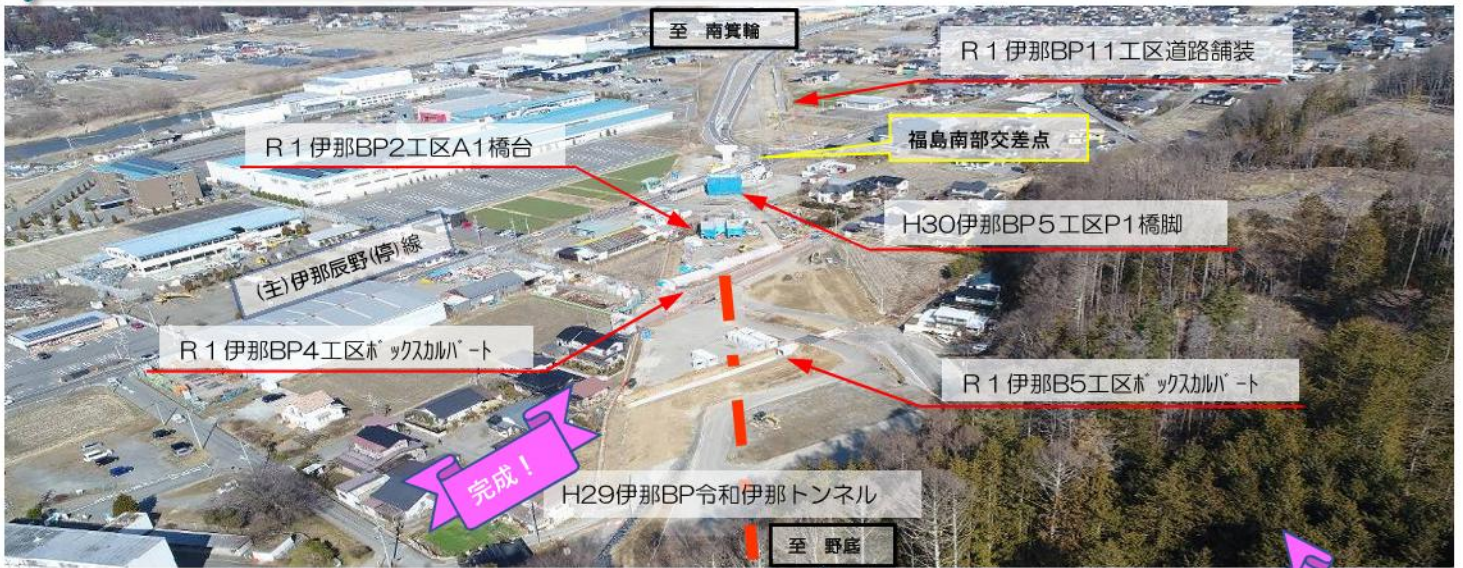 至 南箕輪
R1伊那BP11工区道路舗装
福島南部交差点
R1伊那BP2工区A1橋台
H30伊那BP5工区P1橋脚
(主)伊那辰野(停)線
R1伊那BP4工区ボックスカルバート
R1伊那B5工区ボックスカルバート
完成!
H29伊那BP令和伊那トンネル
至 野底